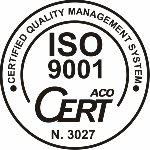 • CERTIFIED QUALITY MANAGEMENT SYSTEM •
ISO
9001
ACO
CERT
N. 3027